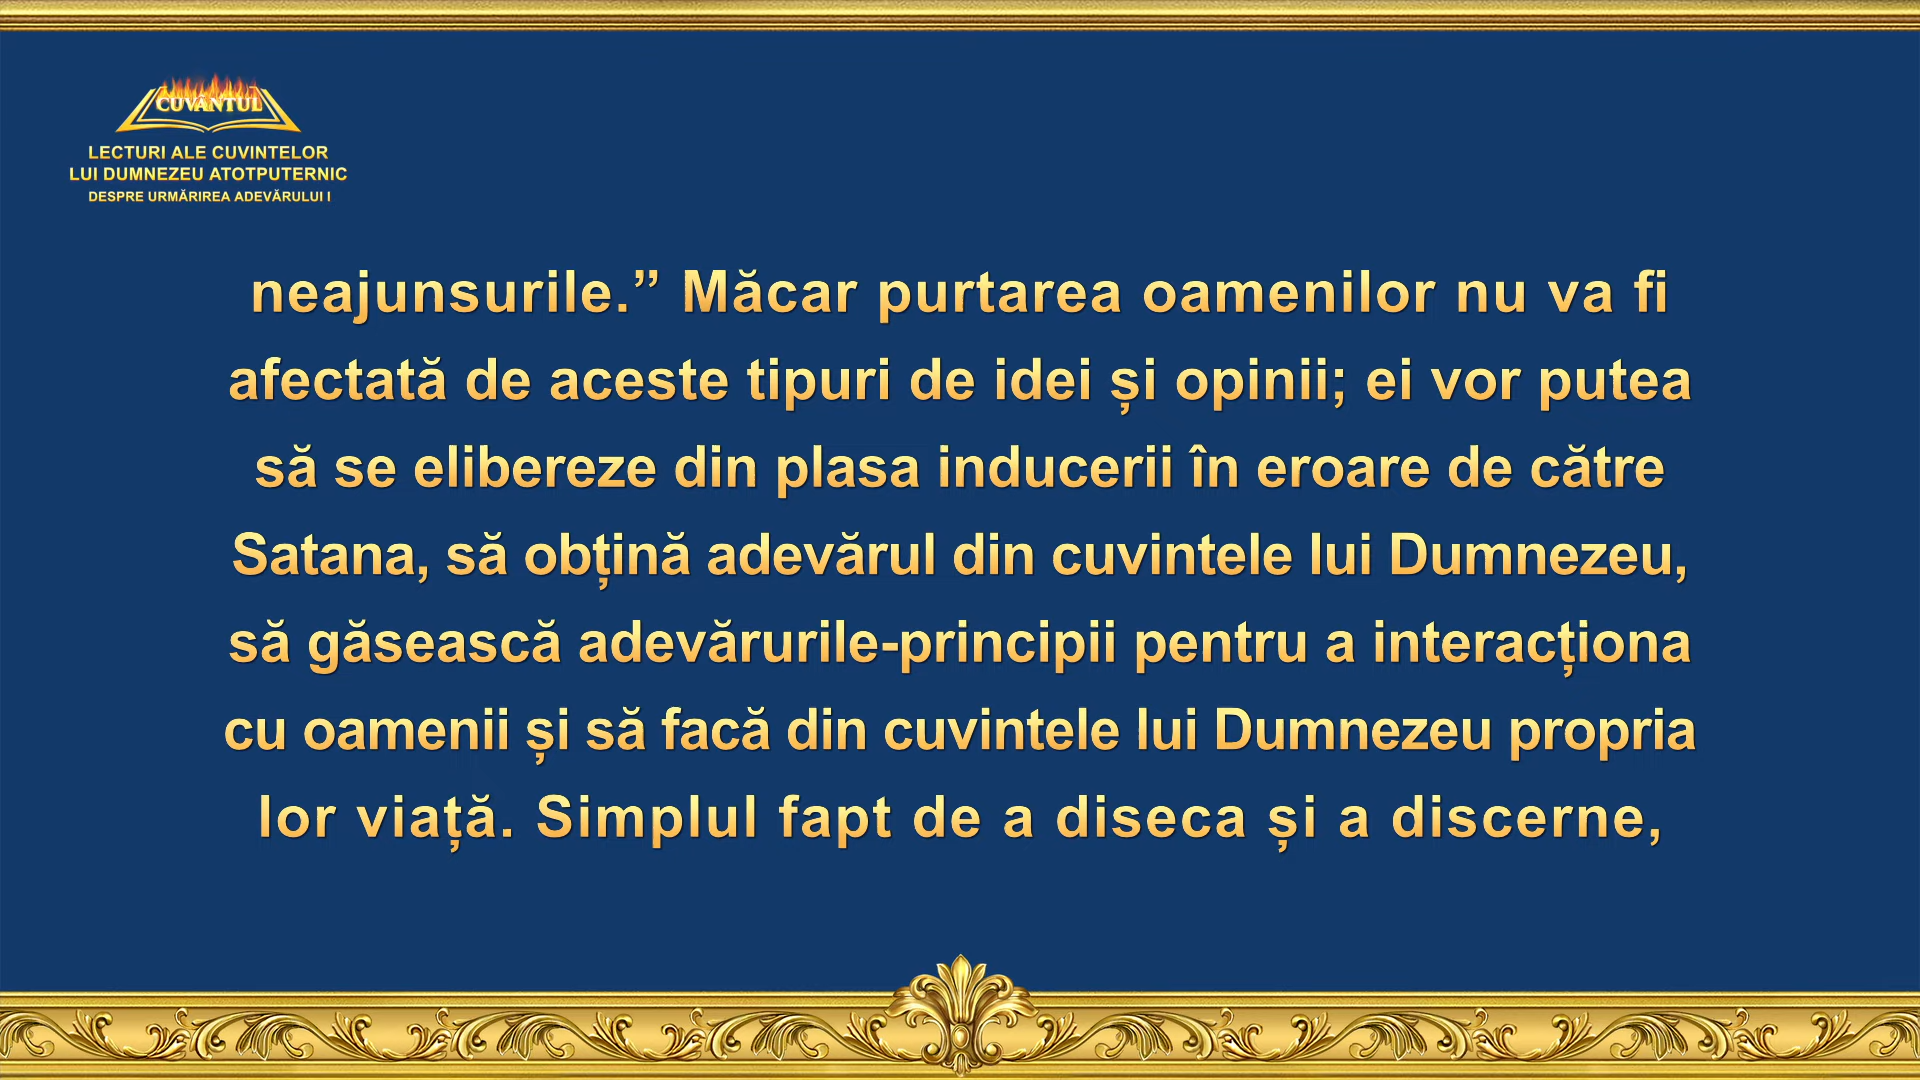 CUVÂNTUL
LECTURI ALE CUVINTELOR
LUI DUMNEZEU ATOTPUTERNIC
DESPRE URMĂRIREA ADEVĂRULUI I
neajunsurile.” Măcar purtarea oamenilor nu va fi
afectată de aceste tipuri de idei și opinii; ei vor putea
să se elibereze din plasa inducerii în eroare de către
Satana, să obțină adevărul din cuvintele lui Dumnezeu,
să găsească adevărurile-principii pentru a interacționa
cu oamenii și să facă din cuvintele lui Dumnezeu propria
lor viață. Simplul fapt de a diseca și a discerne,